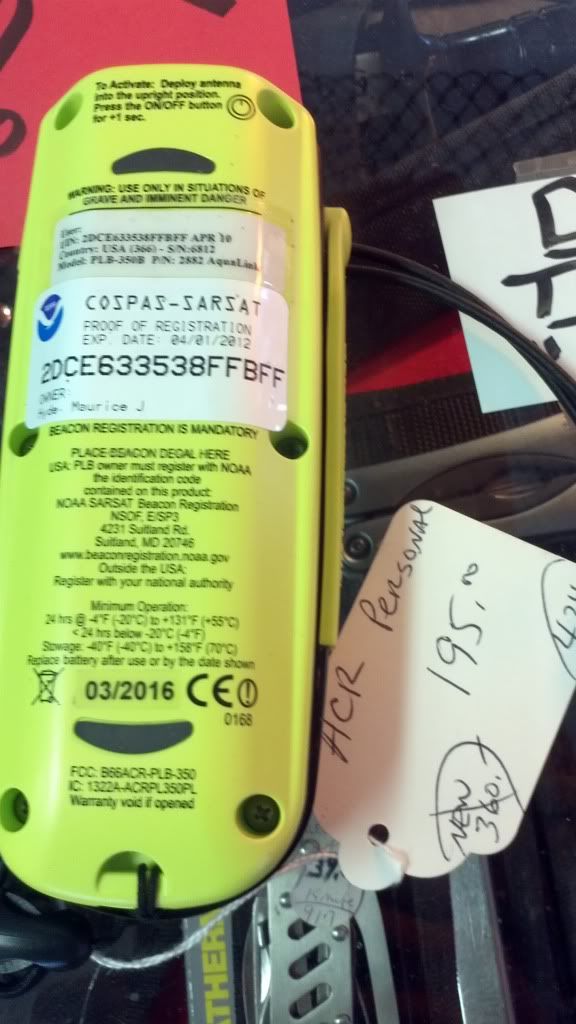 To Activate: Deploy antenna
into the upright position.
Press the ON/OFF button
for +1 sec.
WARNING: USE ONLY IN SITUATIONS OF
GRAVE AND IMMINENT DANGER
User:
UIN: 2DCE633538FFBFF APR 10
Country: USA (366) - S/N:6812
Model: PLB-350B P/N: 2882 AquaLink
COSPAS-SARSAT
PROOF OF REGISTRATION
EXP. DATE: 04/01/2012
2DCE633538FFBFF
OWNER:
Hyde, Maurice J
BEACON REGISTRATION IS MANDATORY
PLACE BEACON DECAL HERE
USA: PLB owner must register with NOAA
the identification code
contained on this product:
NOAA SARSAT Beacon Registration
NSOF, E/SP3
4231 Suitland Rd.
Suitland, MD 20746
www.beaconregistration.noaa.gov
Outside the USA:
Register with your national authority
Minimum Operation:
24 hrs @ -4°F (-20°C) to +131°F (+55°C)
< 24 hrs below -20°C (-4°F)
Stowage: -40°F (-40°C) to +158°F (70°C)
Replace battery after use or by the date shown
03/2016 CE
0168
FCC: B66ACR-PLB-350
IC: 1322A-ACRPL350PL
Warranty void if opened
ACR Personal
195.00
NEW
360.
39.
917